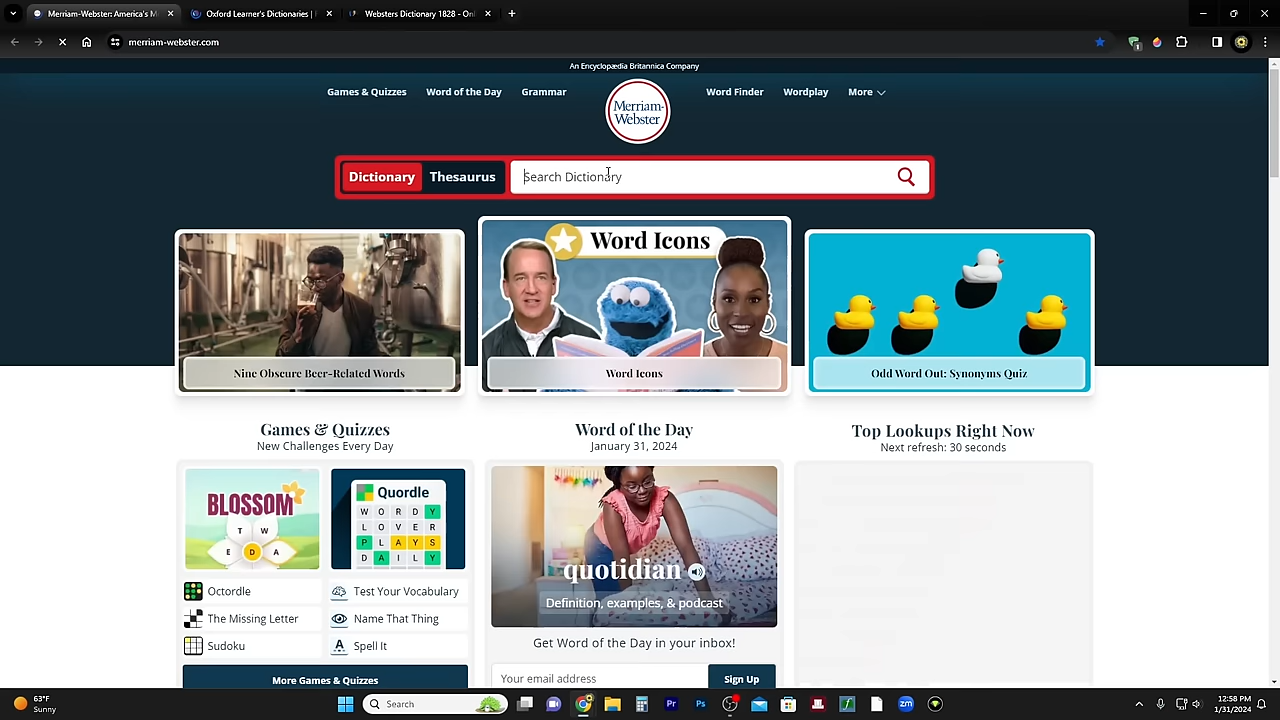 Merriam-Webster: America's M
Oxford Learner's Dictionaries |
Websters Dictionary 1828 - Onl
merriam-webster.com
An Encyclopædia Britannica Company
Games & Quizzes
Word of the Day
Grammar
Merriam-
Webster
Word Finder
Wordplay
More
Dictionary
Thesaurus
Search Dictionary
Word Icons
Nine Obscure Beer-Related Words
Word Icons
Odd Word Out: Synonyms Quiz
Games & Quizzes
New Challenges Every Day
Word of the Day
January 31, 2024
Top Lookups Right Now
Next refresh: 30 seconds
BLOSSOM
T W
E D A
Quordle
W O R D Y
L O V E R
P L A Y S
D A I L Y
quotidian
Definition, examples, & podcast
Octordle
Test Your Vocabulary
The Missing Letter
Name That Thing
Sudoku
Spell It
More Games & Quizzes
Get Word of the Day in your inbox!
Your email address
Sign Up
63°F
Sunny
Search
Pr
Ps
zm
12:58 PM
1/31/2024